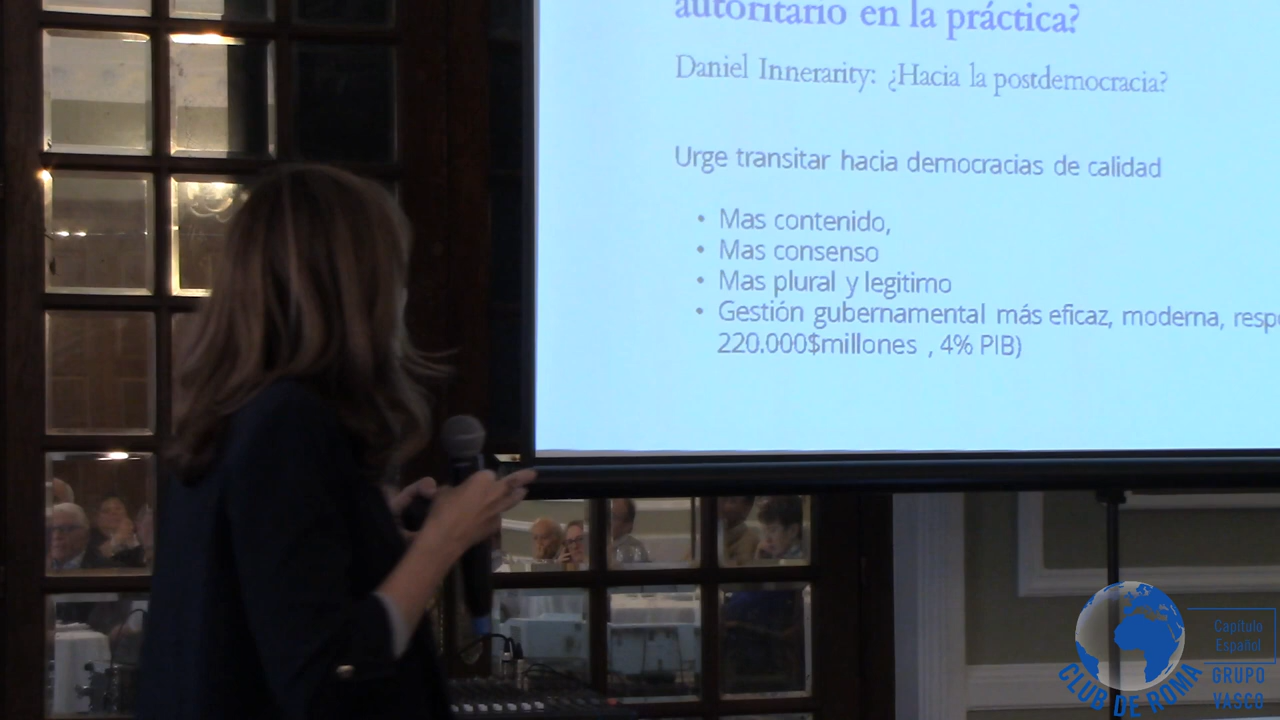 autoritario en la práctica?
Daniel Innerarity: ¿Hacia la postdemocracia?
Urge transitar hacia democracias de calidad
• Mas contenido,
• Mas consenso
• Mas plural y legitimo
• Gestión gubernamental más eficaz, moderna,
220.000$millones , 4% PIB)
Capítulo
Español
GRUPO
VASCO
CLUB DE ROMA